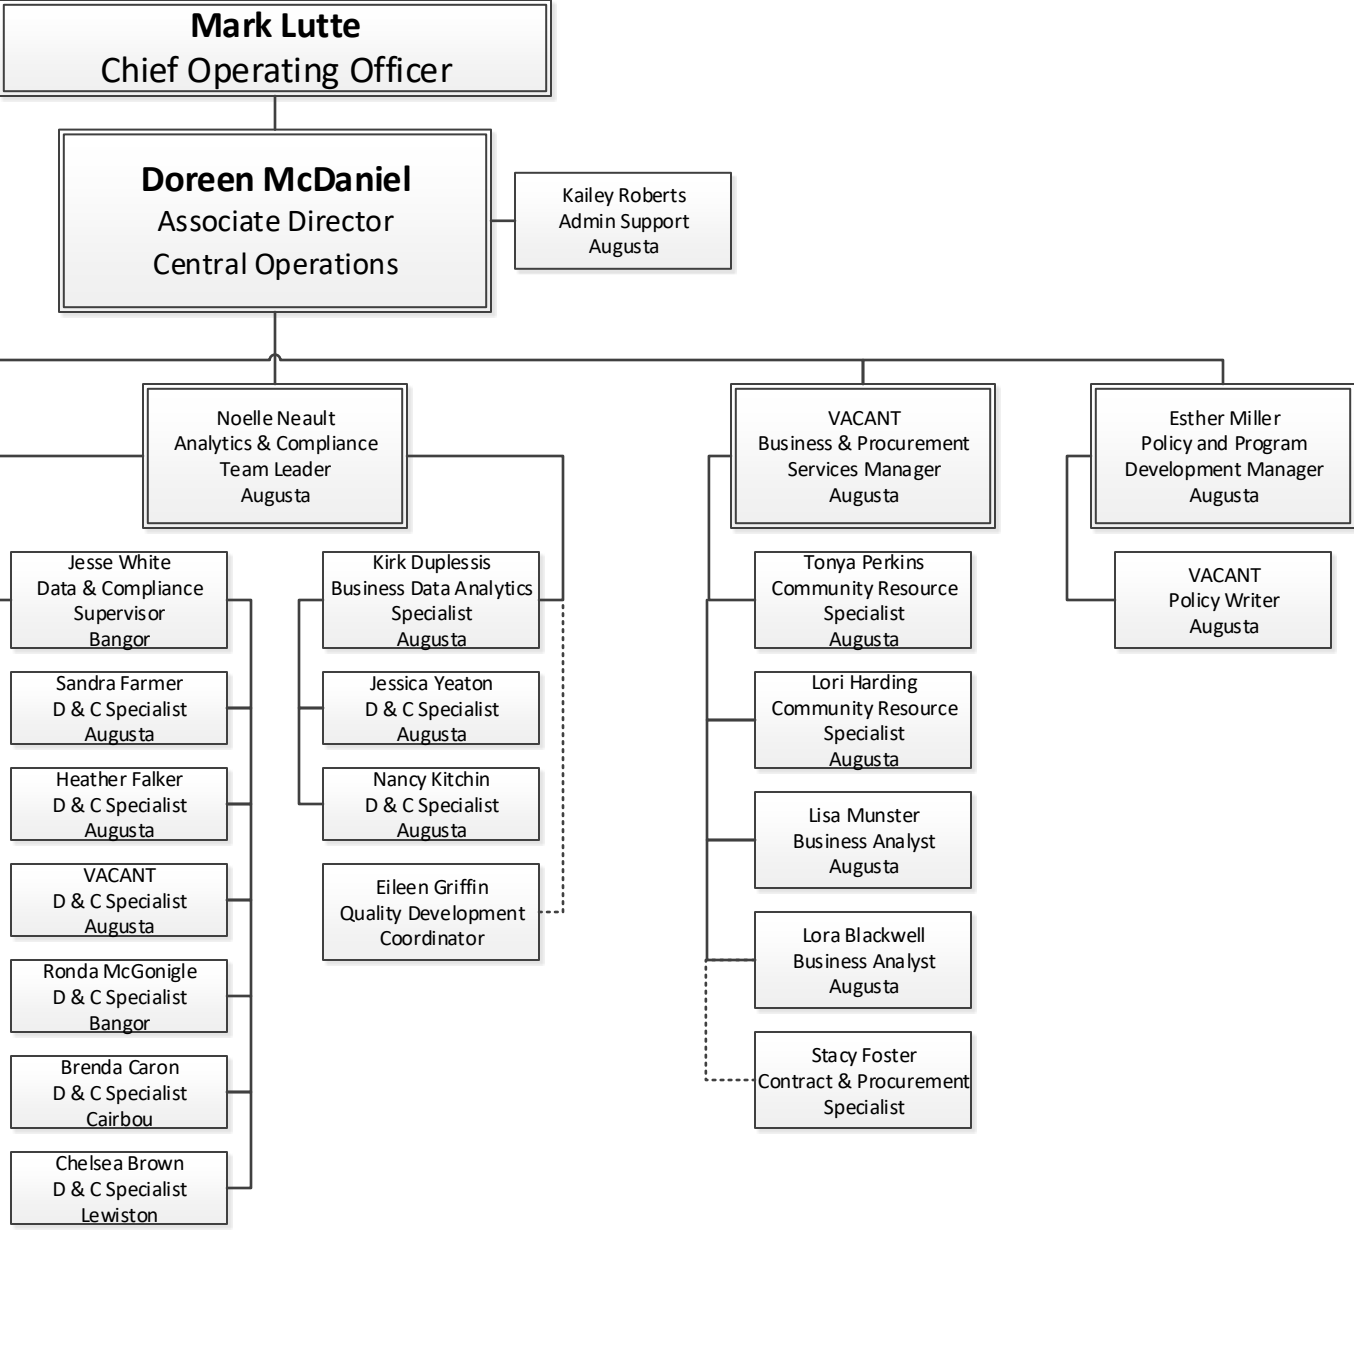 Mark Lutte
Chief Operating Officer
Doreen McDaniel
Associate Director
Central Operations
Kailey Roberts
Admin Support
Augusta
Noelle Neault
Analytics & Compliance
Team Leader
Augusta
VACANT
Business & Procurement
Services Manager
Augusta
Esther Miller
Policy and Program
Development Manager
Augusta
Jesse White
Data & Compliance
Supervisor
Bangor
Sandra Farmer
D & C Specialist
Augusta
Heather Falker
D & C Specialist
Augusta
VACANT
D & C Specialist
Augusta
Ronda McGonigle
D & C Specialist
Bangor
Brenda Caron
D & C Specialist
Cairbou
Chelsea Brown
D & C Specialist
Lewiston
Kirk Duplessis
Business Data Analytics
Specialist
Augusta
Jessica Yeaton
D & C Specialist
Augusta
Nancy Kitchin
D & C Specialist
Augusta
Eileen Griffin
Quality Development
Coordinator
Tonya Perkins
Community Resource
Specialist
Augusta
Lori Harding
Community Resource
Specialist
Augusta
Lisa Munster
Business Analyst
Augusta
Lora Blackwell
Business Analyst
Augusta
Stacy Foster
Contract & Procurement
Specialist
VACANT
Policy Writer
Augusta